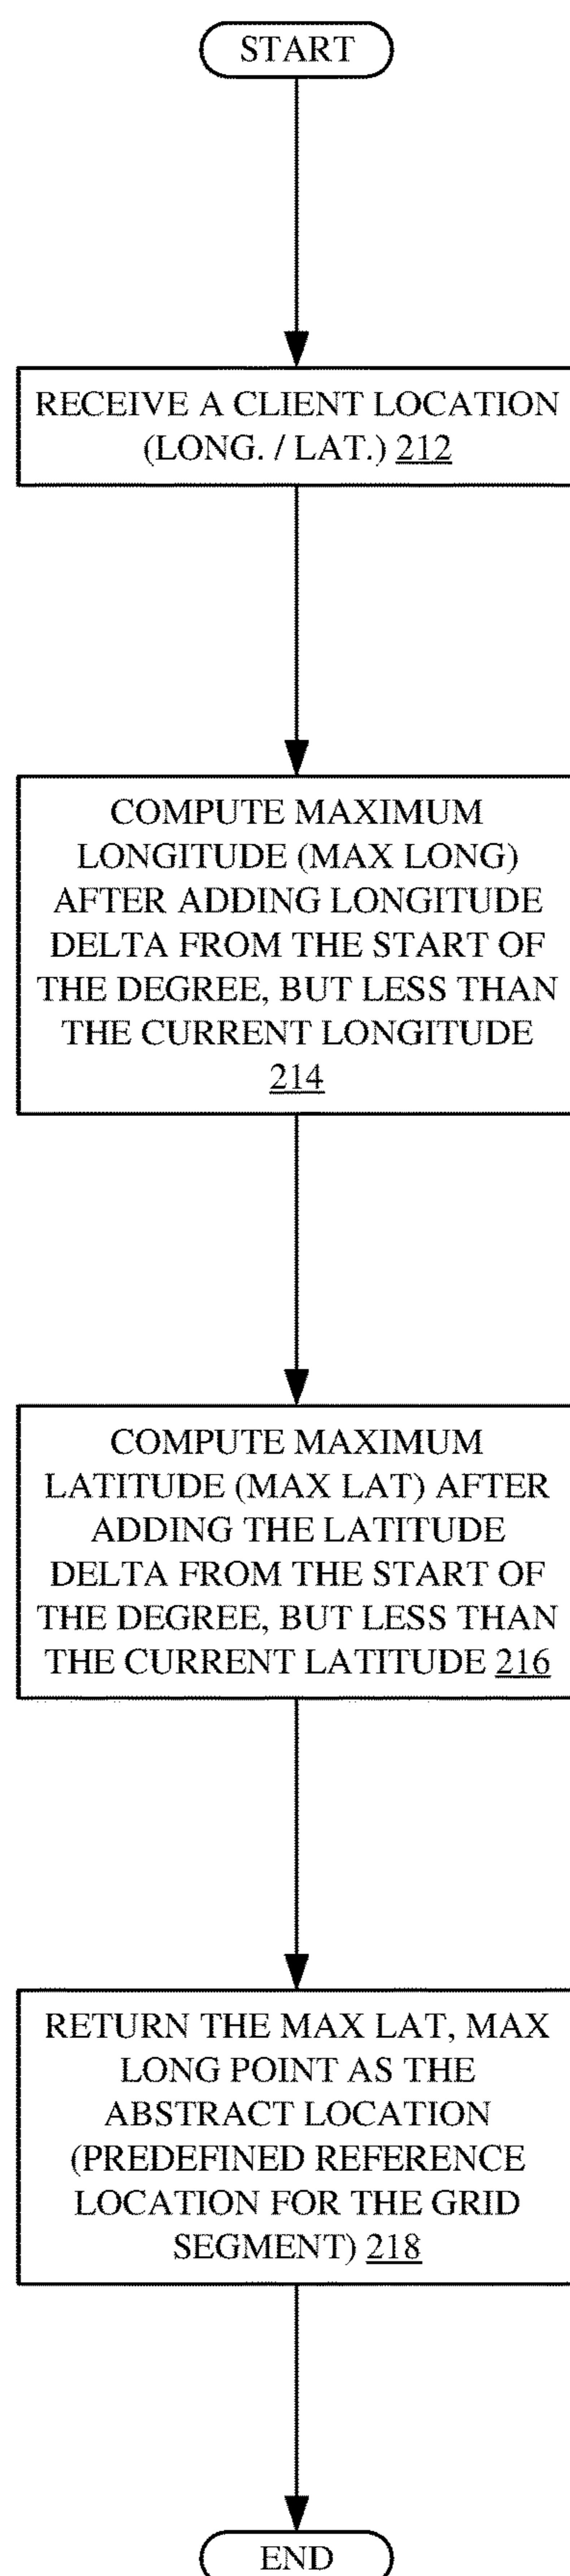 START
RECEIVE A CLIENT LOCATION
(LONG. / LAT.) 212
COMPUTE MAXIMUM
LONGITUDE (MAX LONG)
AFTER ADDING LONGITUDE
DELTA FROM THE START OF
THE DEGREE, BUT LESS THAN
THE CURRENT LONGITUDE
214
COMPUTE MAXIMUM
LATITUDE (MAX LAT) AFTER
ADDING THE LATITUDE
DELTA FROM THE START OF
THE DEGREE, BUT LESS THAN
THE CURRENT LATITUDE 216
RETURN THE MAX LAT, MAX
LONG POINT AS THE
ABSTRACT LOCATION
(PREDEFINED REFERENCE
LOCATION FOR THE GRID
SEGMENT) 218
END